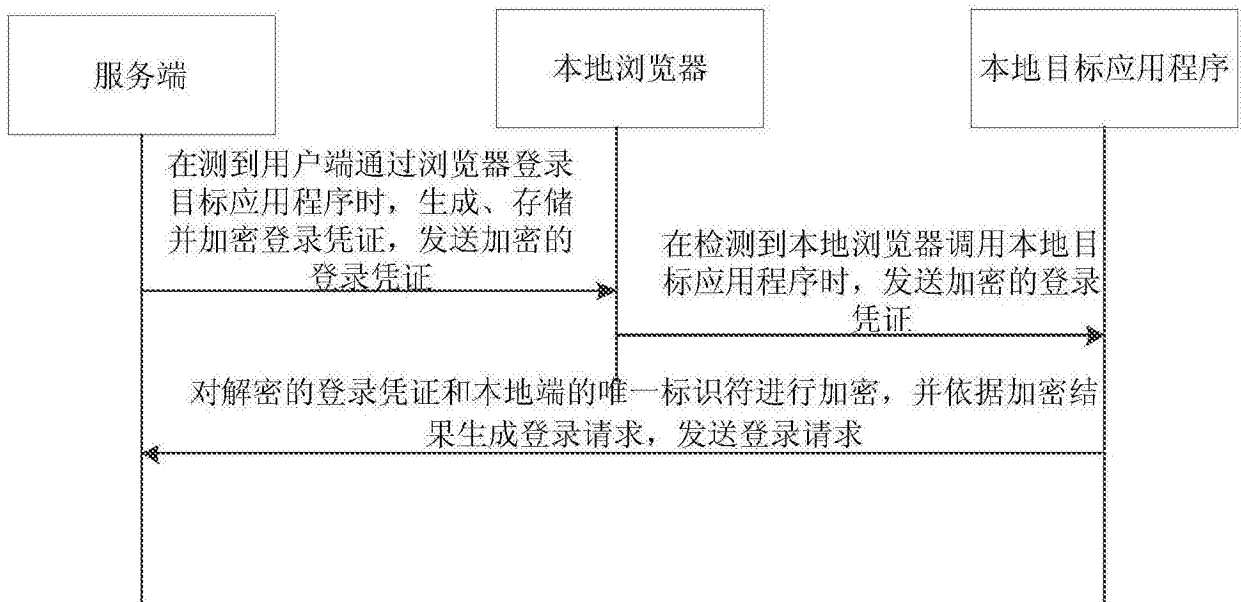 服务端
本地浏览器
本地目标应用程序
在测到用户端通过浏览器登录
目标应用程序时，生成、存储
并加密登录凭证，发送加密的
登录凭证
在检测到本地浏览器调用本地目
标应用程序时，发送加密的登录
凭证
对解密的登录凭证和本地端的唯一标识符进行加密，并依据加密结
果生成登录请求，发送登录请求